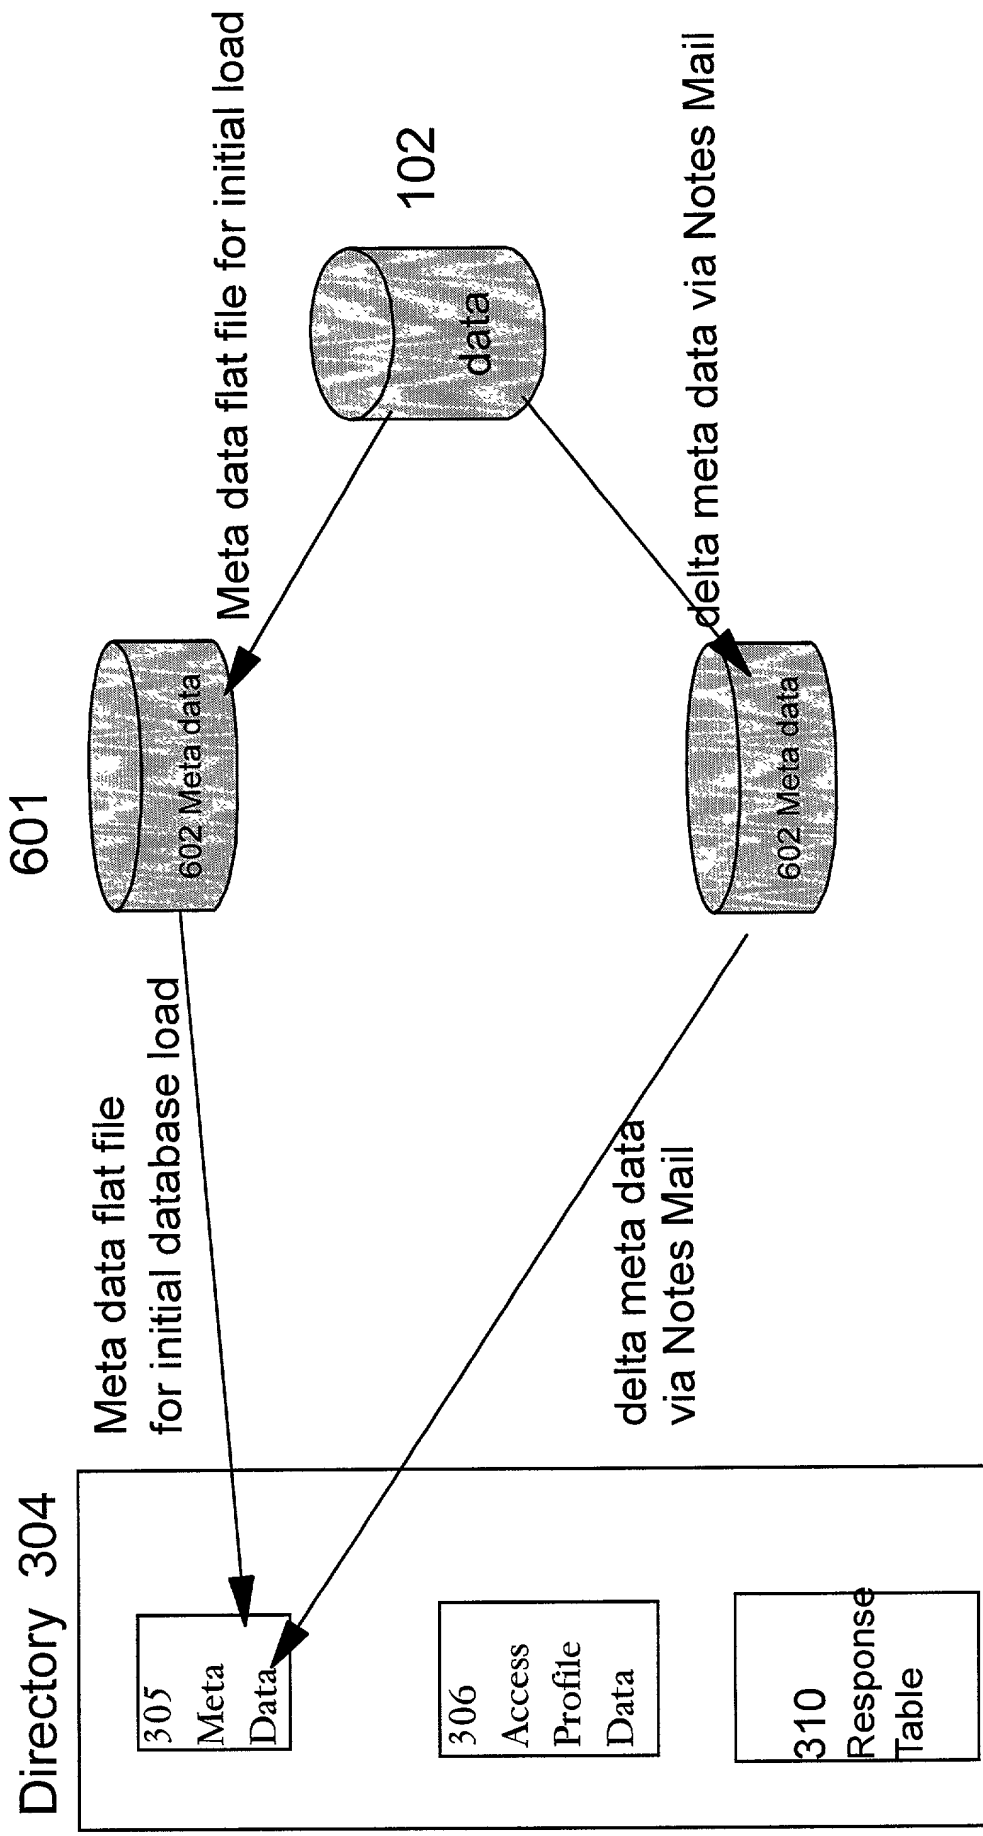 Directory 304
305
Meta
Data
306
Access
Profile
Data
310
Response
Table
Meta data flat file
for initial database load
delta meta data
via Notes Mail
601
602 Meta data
602 Meta data
Meta data flat file for initial load
102
data
delta meta data via Notes Mail